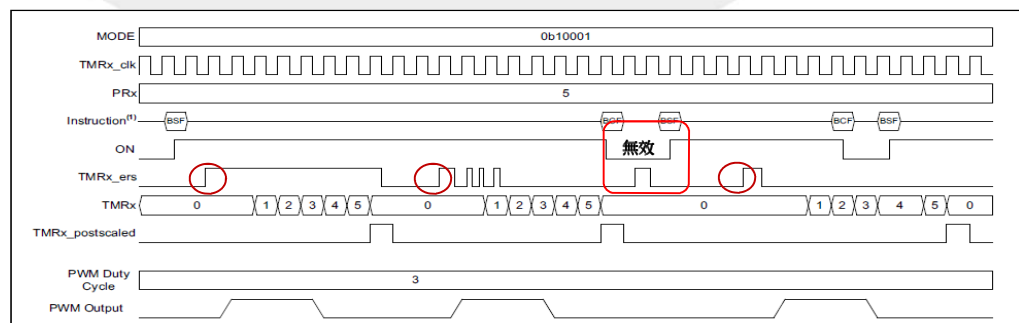 MODE 0b10001
TMRx_clk
PRx 5
Instruction(1) BSF BCF BSF BCF BSF
ON 無效
TMRx_ers
TMRx 0 1 2 3 4 5 0 1 2 3 4 5 0 1 2 3 4 5 0
TMRx_postscaled
PWM Duty
Cycle 3
PWM Output